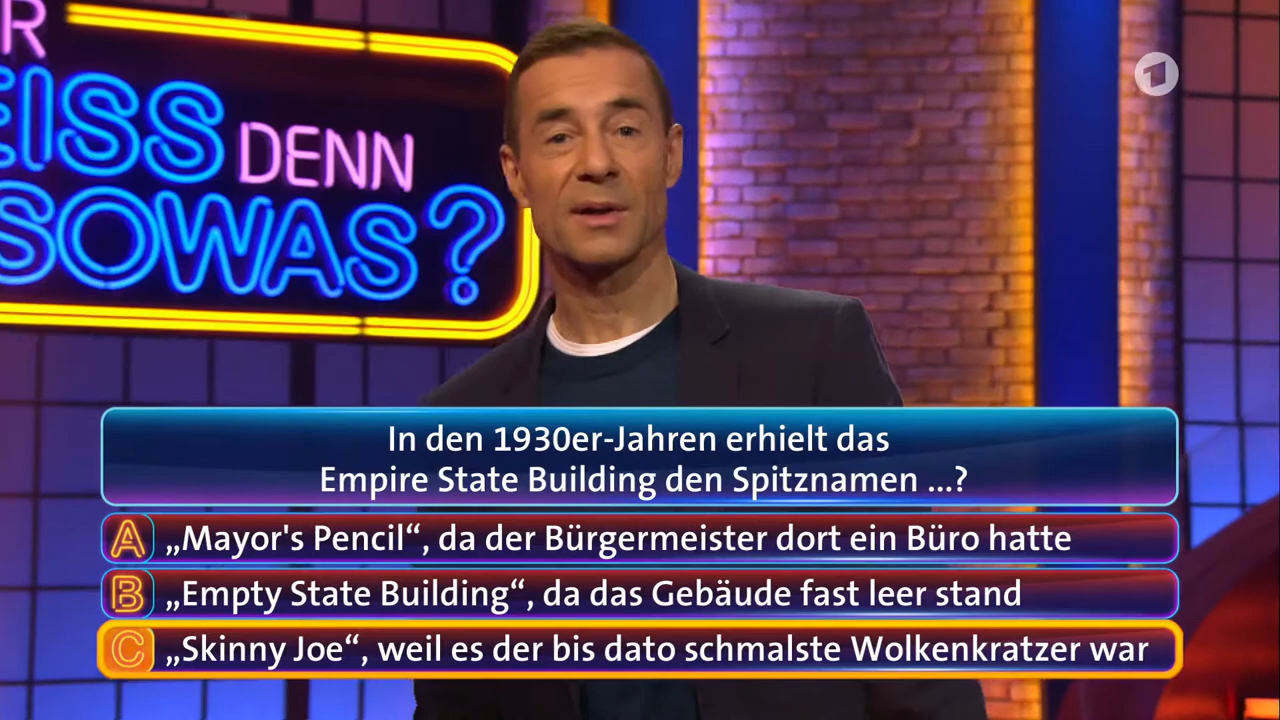 R
EISS DENN
SOWAS?
1
In den 1930er-Jahren erhielt das
Empire State Building den Spitznamen ...?
A „Mayor's Pencil“, da der Bürgermeister dort ein Büro hatte
B „Empty State Building“, da das Gebäude fast leer stand
C „Skinny Joe“, weil es der bis dato schmalste Wolkenkratzer war